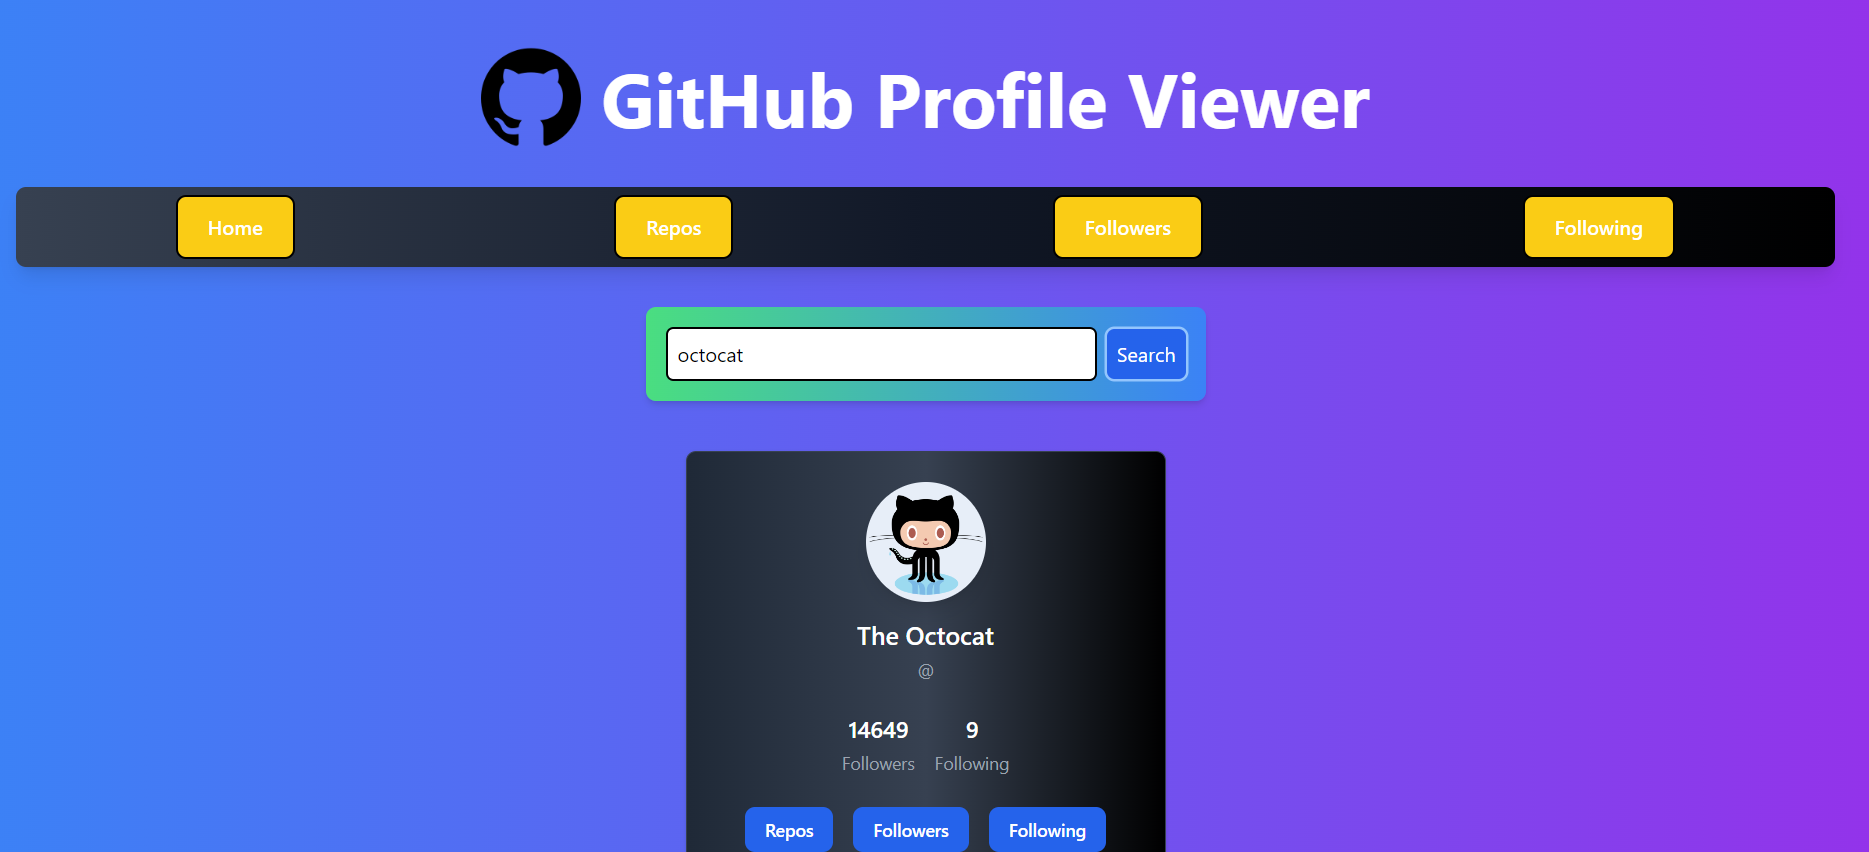 GitHub Profile Viewer
Home Repos Followers Following
octocat Search
The Octocat
@
14649 9
Followers Following
Repos Followers Following